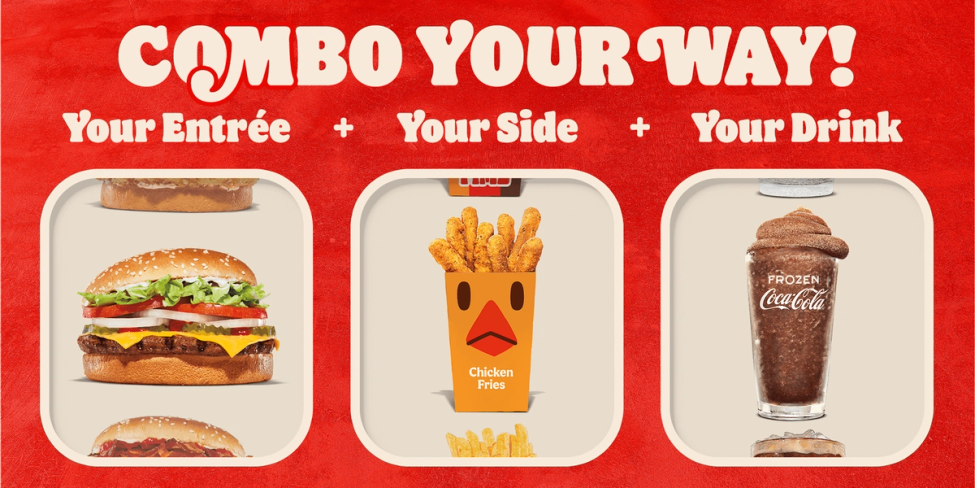 COMBO YOUR WAY!
Your Entrée + Your Side + Your Drink
FROZEN
Coca-Cola
Chicken
Fries